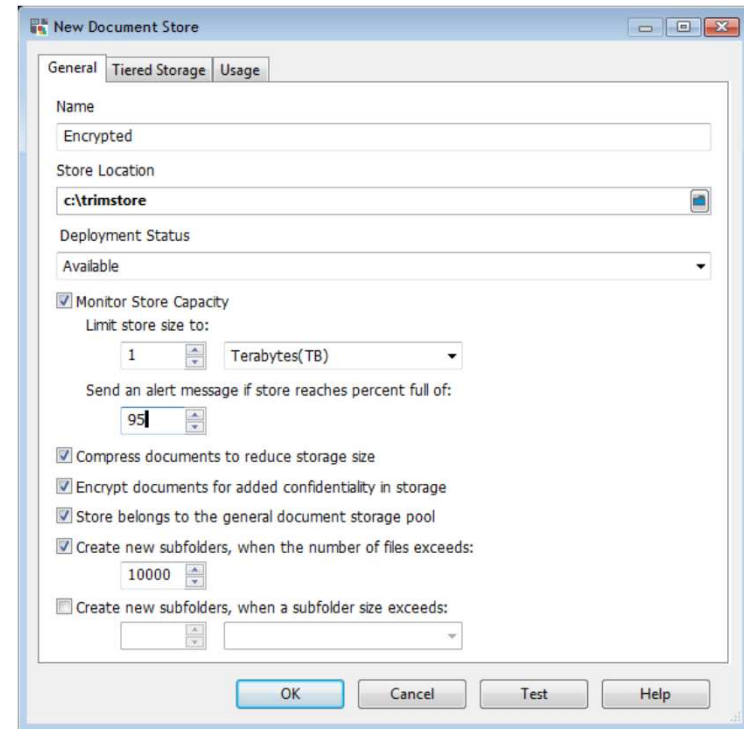 New Document Store
General Tiered Storage Usage
Name
Encrypted
Store Location
c:\trimstore
Deployment Status
Available
Monitor Store Capacity
Limit store size to:
1 Terabytes(TB)
Send an alert message if store reaches percent full of:
95
Compress documents to reduce storage size
Encrypt documents for added confidentiality in storage
Store belongs to the general document storage pool
Create new subfolders, when the number of files exceeds:
10000
Create new subfolders, when a subfolder size exceeds:
OK Cancel Test Help